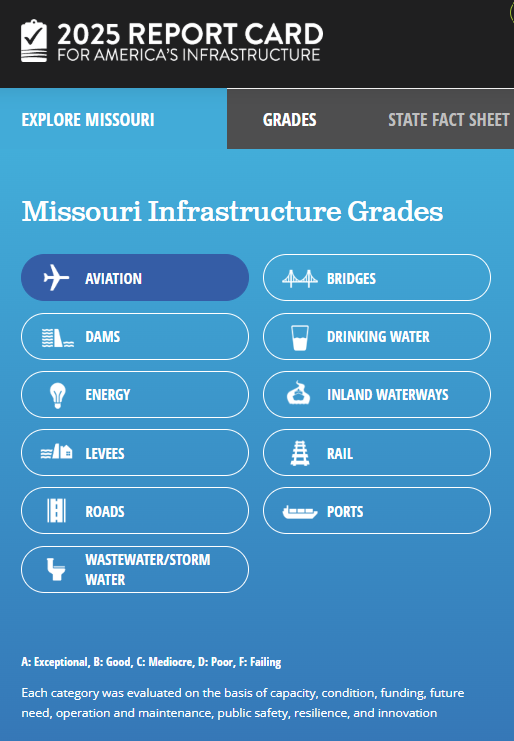 2025 REPORT CARD
FOR AMERICA'S INFRASTRUCTURE
EXPLORE MISSOURI
GRADES
STATE FACT SHEET
Missouri Infrastructure Grades
AVIATION
BRIDGES
DAMS
DRINKING WATER
ENERGY
INLAND WATERWAYS
LEVEES
RAIL
ROADS
PORTS
WASTEWATER/STORM
WATER
A: Exceptional, B: Good, C: Mediocre, D: Poor, F: Failing
Each category was evaluated on the basis of capacity, condition, funding, future
need, operation and maintenance, public safety, resilience, and innovation